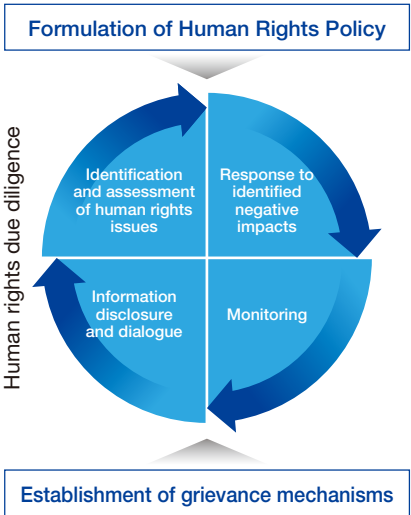 Formulation of Human Rights Policy
Human rights due diligence
Identification
and assessment
of human rights
issues
Response to
identified
negative
impacts
Information
disclosure
and dialogue
Monitoring
Establishment of grievance mechanisms